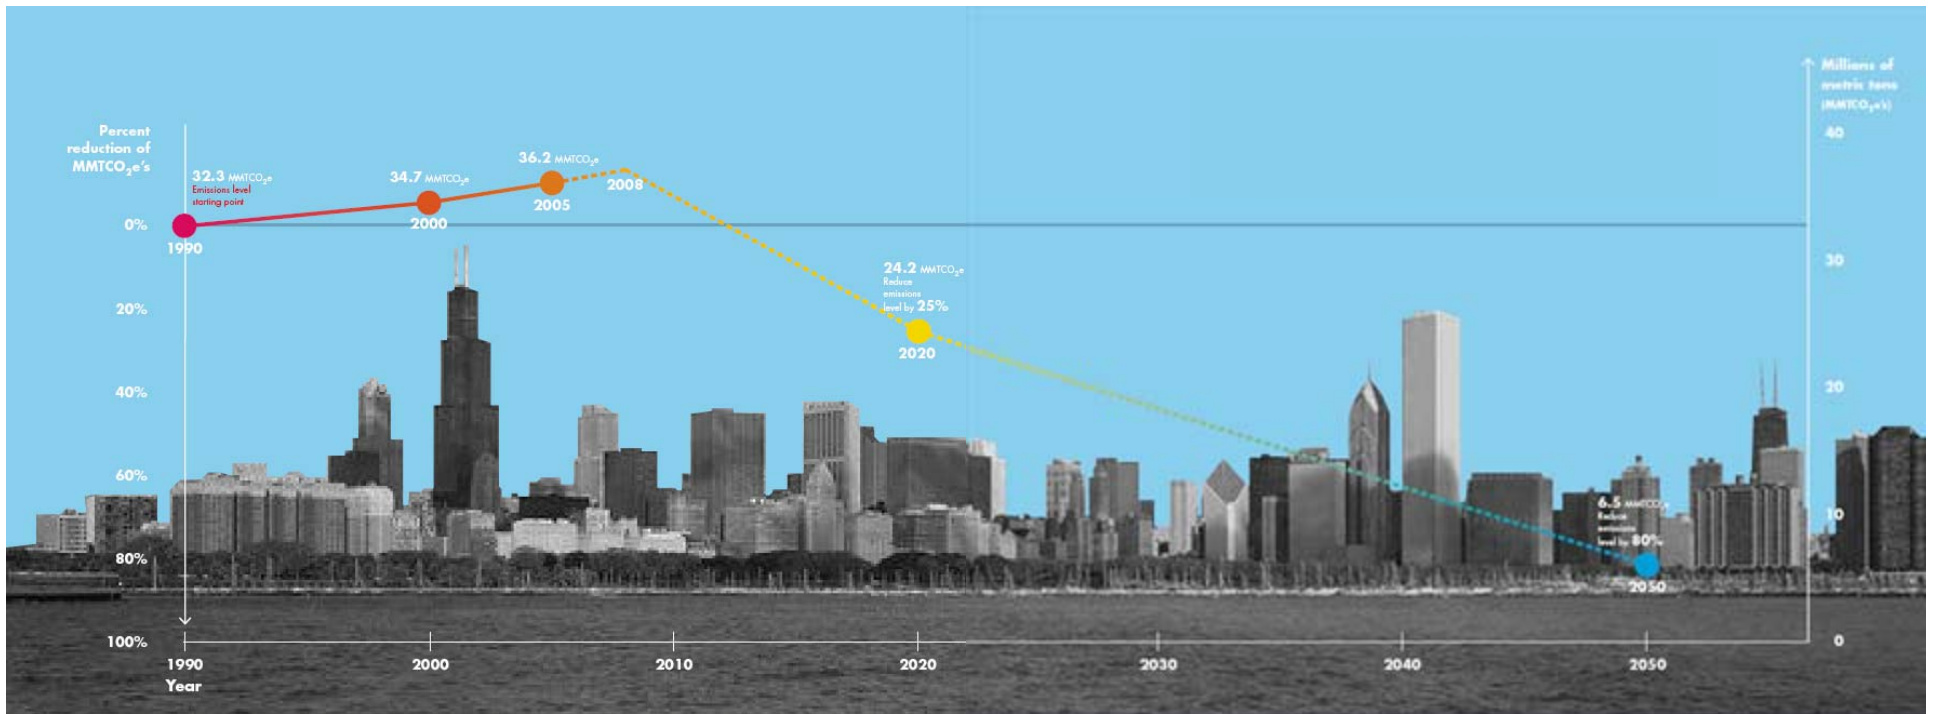 Millions of
metric tons
(MMTCO₂e's)
Percent
reduction of
MMTCO₂e's
40
36.2 MMTCO₂e
32.3 MMTCO₂e
Emissions level
starting point
34.7 MMTCO₂e
2008
2005
0%
2000
1990
24.2 MMTCO₂e
Reduce
emissions
level by 25%
30
20%
2020
40%
20
60%
6.5 MMTCO₂e
Reduce
emissions
level by 80%
10
80%
2050
100%
0
1990
2000
2010
2020
2030
2040
2050
Year